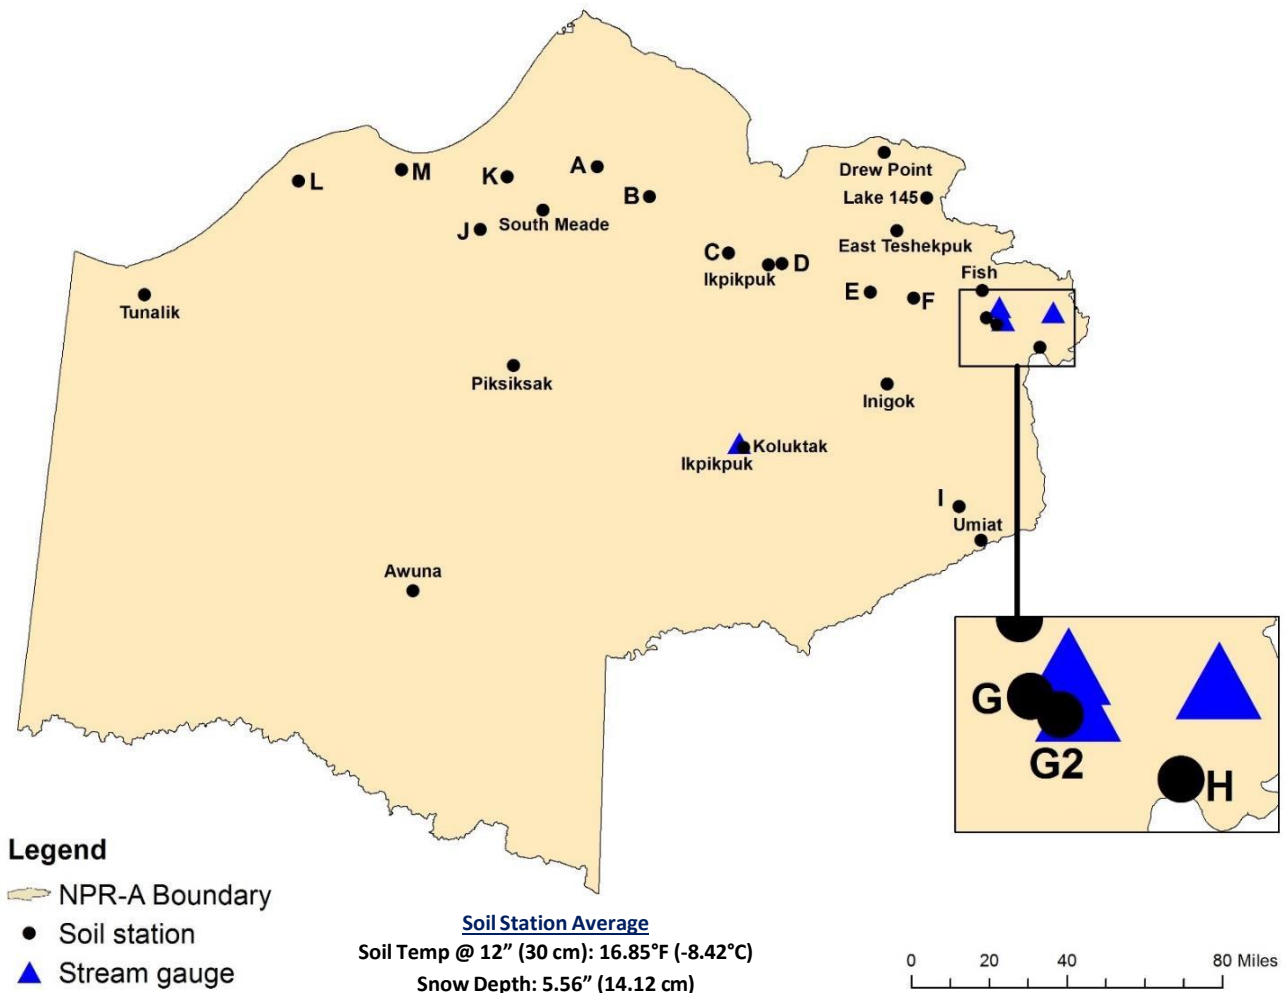 Drew Point
L
M
K
A
B
Lake 145
South Meade
J
East Teshekpuk
C
D
Ikpikpuk
Fish
E
F
Tunalik
Piksiksak
Inigok
Koluktak
Ikpikpuk
I
Umiat
Awuna
G
G2
H
Legend
NPR-A Boundary
Soil station
Stream gauge
Soil Station Average
Soil Temp @ 12” (30 cm): 16.85°F (-8.42°C)
Snow Depth: 5.56” (14.12 cm)
0 20 40 80 Miles